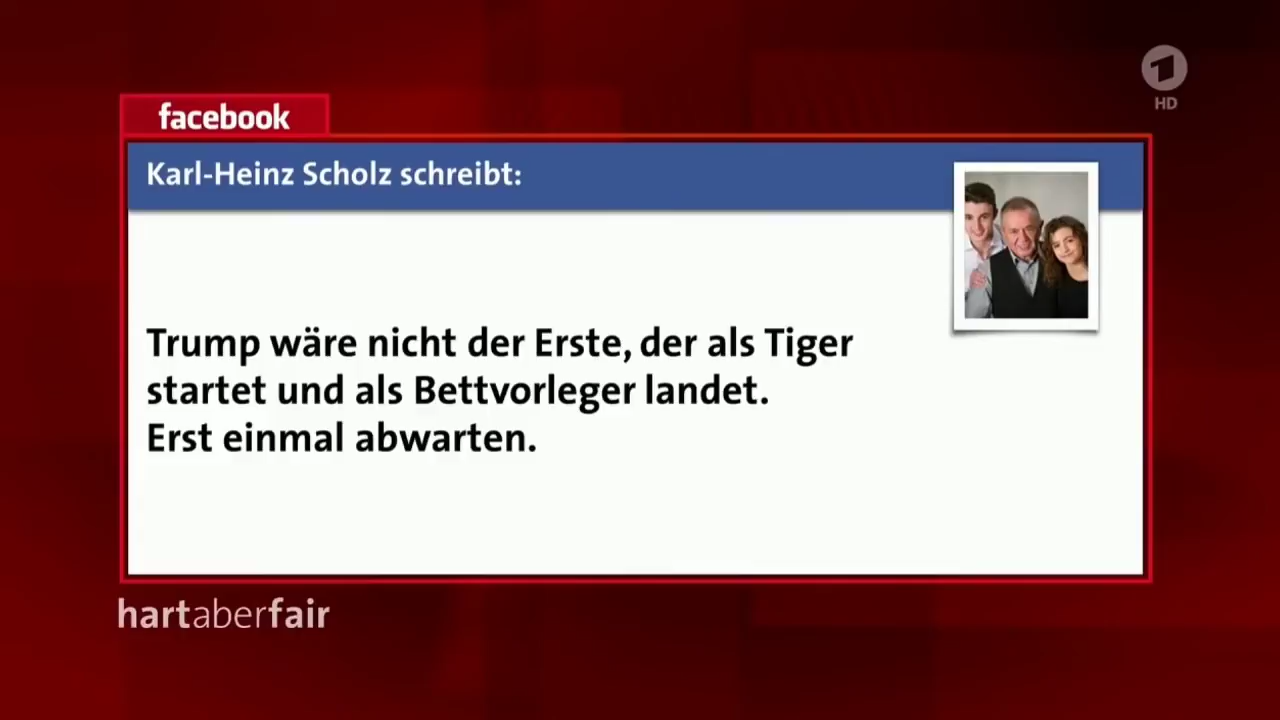 1
HD
facebook
Karl-Heinz Scholz schreibt:
Trump wäre nicht der Erste, der als Tiger
startet und als Bettvorleger landet.
Erst einmal abwarten.
hartaberfair